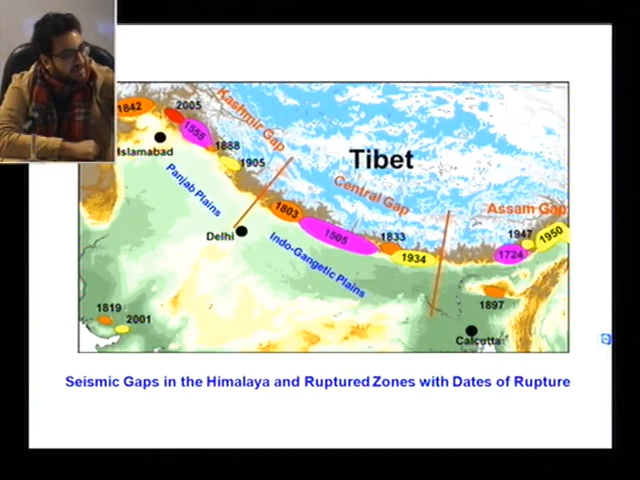 1842
2005
Kashmir Gap
1555
1888
Islamabad
1905
Tibet
Panjab Plains
Central Gap
1803
Assam Gap
Delhi
1505
1833
1947
1950
1934
1724
Indo-Gangetic Plains
1897
1819
2001
Calcutta
Seismic Gaps in the Himalaya and Ruptured Zones with Dates of Rupture